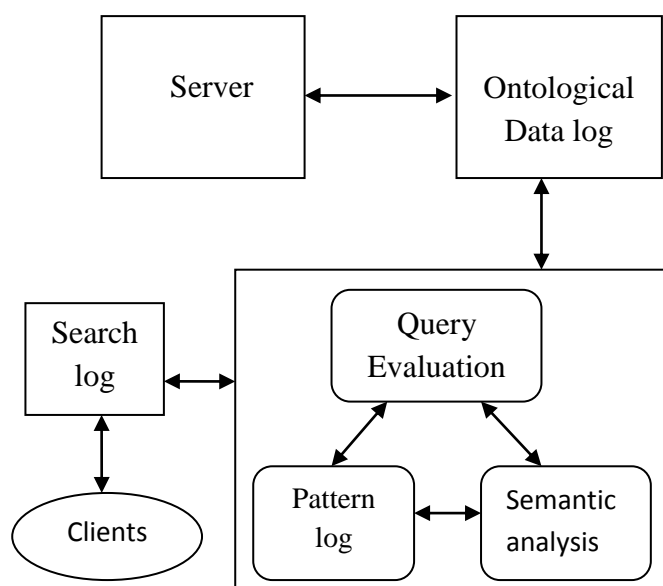 Server
Ontological
Data log
Query
Evaluation
Search
log
Pattern
log
Semantic
analysis
Clients